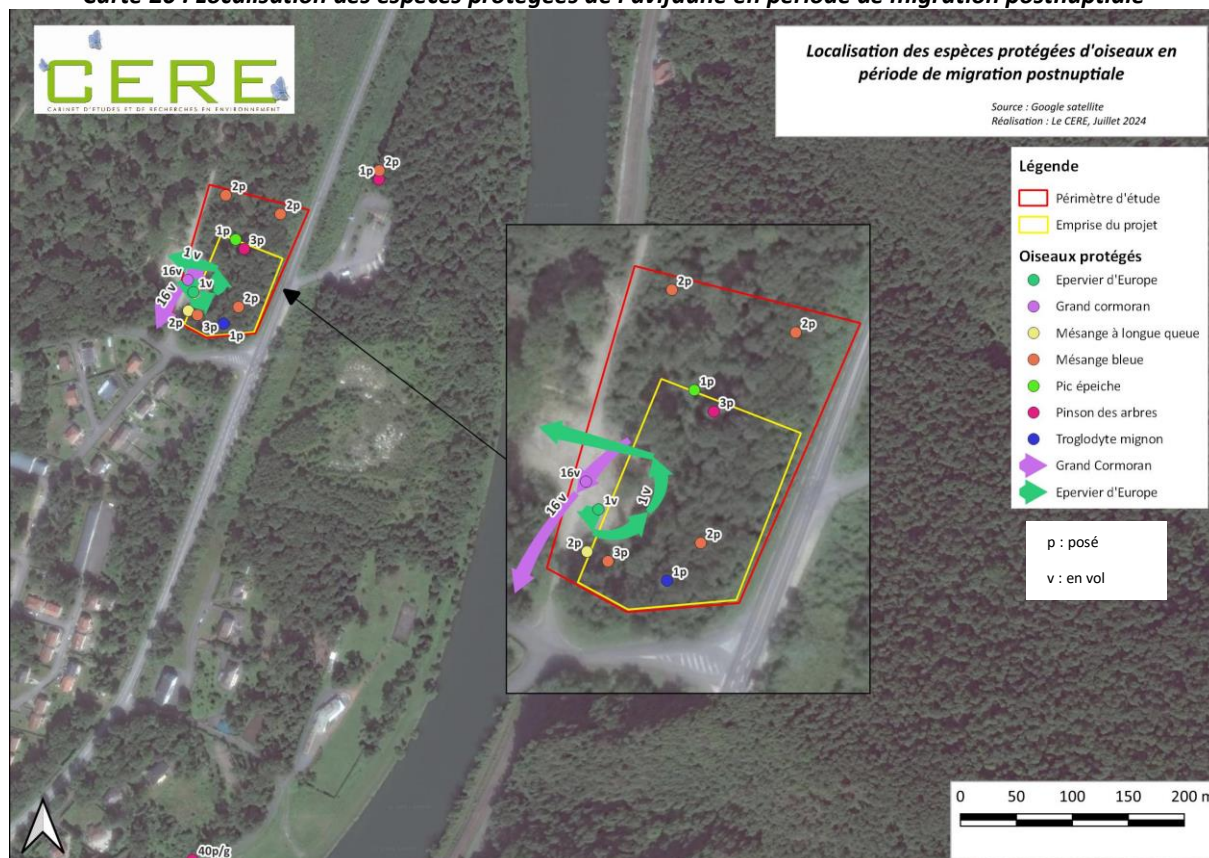 Carte 26 : Localisation des espèces protégées de l'avifaune en période de migration postnuptiale
CERE
CABINET D'ETUDES ET DE RECHERCHES EN ENVIRONNEMENT
Localisation des espèces protégées d'oiseaux en
période de migration postnuptiale
Source : Google satellite
Réalisation : Le CERE, Juillet 2024
Légende
Périmètre d'étude
Emprise du projet
Oiseaux protégés
Epervier d'Europe
Grand cormoran
Mésange à longue queue
Mésange bleue
Pic épeiche
Pinson des arbres
Troglodyte mignon
Grand Cormoran
Epervier d'Europe
p : posé
v : en vol
2p
1p
2p
2p
1p
3p
1 v
16v
1v
16 v
2p
2p
3p
1p
2p
2p
1p
3p
16v
1v
16 v
1v
2p
2p
3p
1p
40p/g
0 50 100 150 200 m